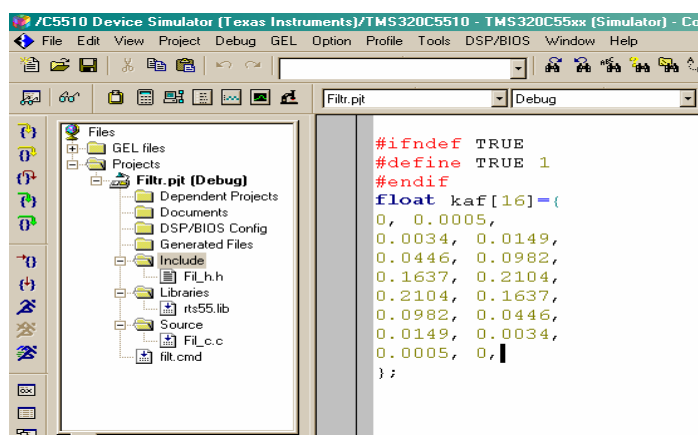 /C5510 Device Simulator (Texas Instruments)/TMS320C5510 - TMS320C55xx (Simulator) - Co
File Edit View Project Debug GEL Option Profile Tools DSP/BIOS Window Help
Filtr.pjt Debug
Files
GEL files
Projects
Filtr.pjt (Debug)
Dependent Projects
Documents
DSP/BIOS Config
Generated Files
Include
Fil_h.h
Libraries
rts55.lib
Source
Fil_c.c
filt.cmd
#ifndef TRUE
#define TRUE 1
#endif
float kaf[16]={
0, 0.0005,
0.0034, 0.0149,
0.0446, 0.0982,
0.1637, 0.2104,
0.2104, 0.1637,
0.0982, 0.0446,
0.0149, 0.0034,
0.0005, 0,
};